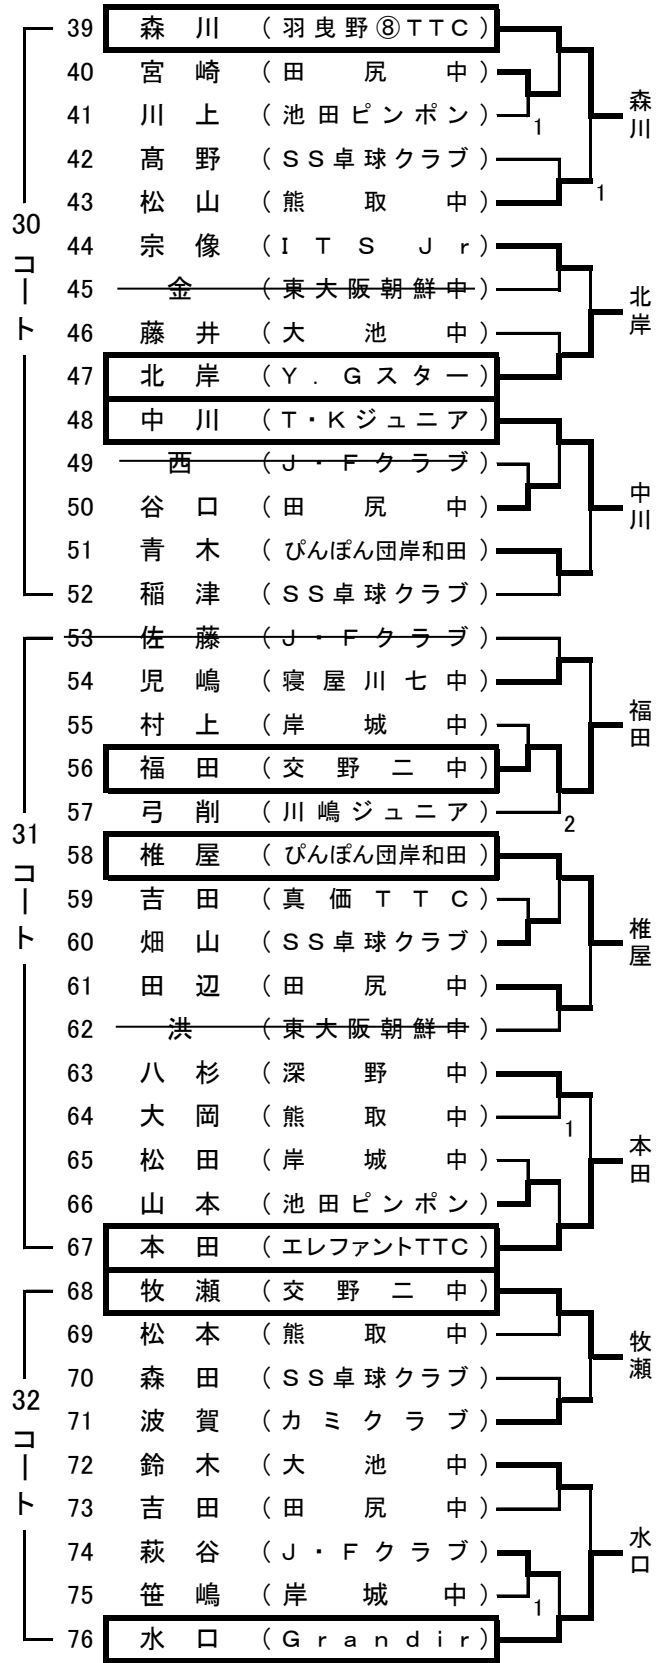 39 森川 (羽曳野⑧TTC)
40 宮崎 (田尻中)
41 川上 (池田ピンポン)
1
森川
42 髙野 (SS卓球クラブ)
43 松山 (熊取中)
1
30コート
44 宗像 (ITS Jr)
45 金 (東大阪朝鮮中)
北岸
46 藤井 (大池中)
47 北岸 (Y.Gスター)
48 中川 (T・Kジュニア)
49 西 (J・Fクラブ)
50 谷口 (田尻中)
中川
51 青木 (ぴんぽん団岸和田)
52 稲津 (SS卓球クラブ)
53 佐藤 (J・Fクラブ)
54 児嶋 (寝屋川七中)
福田
55 村上 (岸城中)
56 福田 (交野二中)
57 弓削 (川嶋ジュニア)
2
31コート
58 椎屋 (ぴんぽん団岸和田)
59 吉田 (真価TTC)
60 畑山 (SS卓球クラブ)
椎屋
61 田辺 (田尻中)
62 洪 (東大阪朝鮮中)
63 八杉 (深野中)
64 大岡 (熊取中)
1
本田
65 松田 (岸城中)
66 山本 (池田ピンポン)
67 本田 (エレファントTTC)
68 牧瀬 (交野二中)
69 松本 (熊取中)
牧瀬
70 森田 (SS卓球クラブ)
32コート
71 波賀 (カミクラブ)
72 鈴木 (大池中)
73 吉田 (田尻中)
水口
74 萩谷 (J・Fクラブ)
75 笹嶋 (岸城中)
1
76 水口 (Grandir)